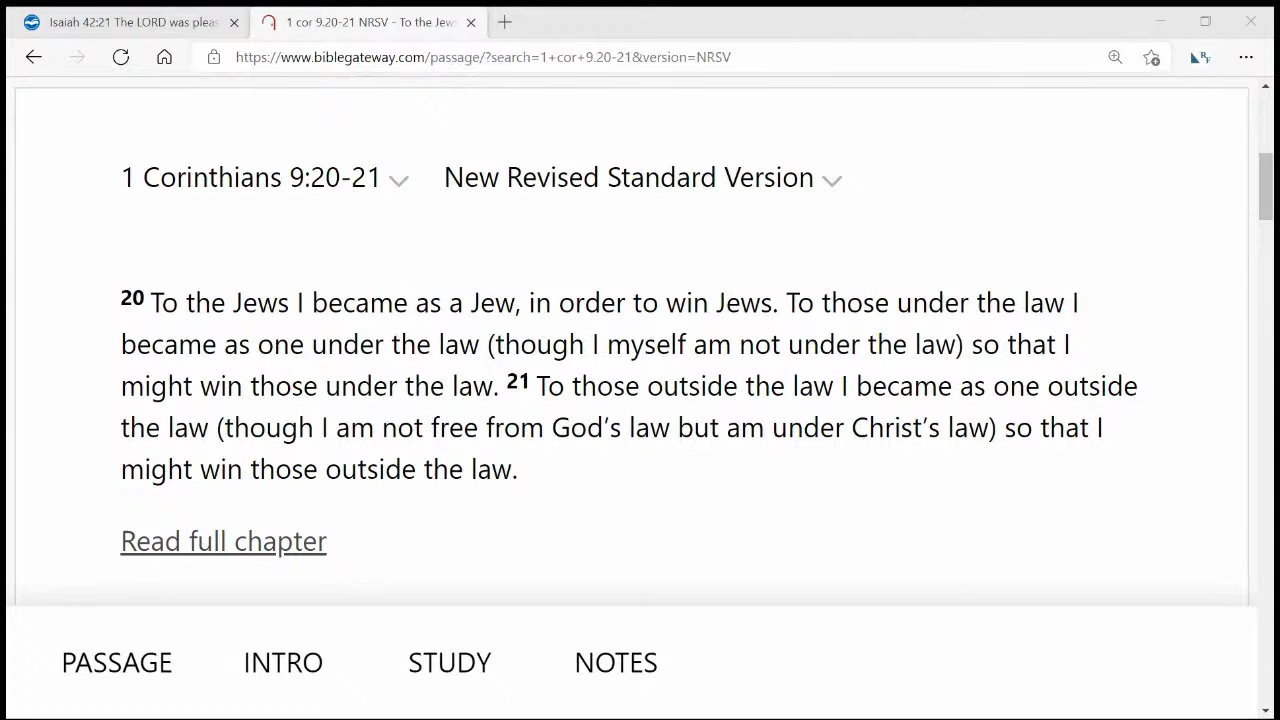 Isaiah 42:21 The LORD was pleas
1 cor 9.20-21 NRSV - To the Jews
https://www.biblegateway.com/passage/?search=1+cor+9.20-21&version=NRSV
1 Corinthians 9:20-21 New Revised Standard Version
20 To the Jews I became as a Jew, in order to win Jews. To those under the law I
became as one under the law (though I myself am not under the law) so that I
might win those under the law. 21 To those outside the law I became as one outside
the law (though I am not free from God’s law but am under Christ’s law) so that I
might win those outside the law.
Read full chapter
PASSAGE INTRO STUDY NOTES